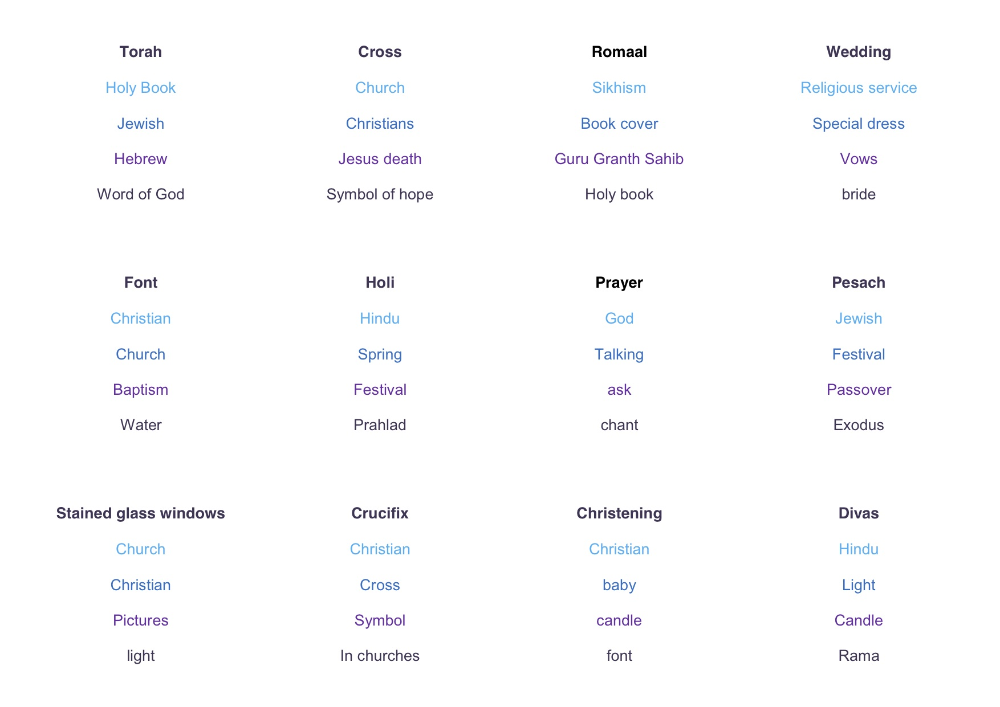 Torah
Holy Book
Jewish
Hebrew
Word of God
Cross
Church
Christians
Jesus death
Symbol of hope
Romaal
Sikhism
Book cover
Guru Granth Sahib
Holy book
Wedding
Religious service
Special dress
Vows
bride
Font
Christian
Church
Baptism
Water
Holi
Hindu
Spring
Festival
Prahlad
Prayer
God
Talking
ask
chant
Pesach
Jewish
Festival
Passover
Exodus
Stained glass windows
Church
Christian
Pictures
light
Crucifix
Christian
Cross
Symbol
In churches
Christening
Christian
baby
candle
font
Divas
Hindu
Light
Candle
Rama